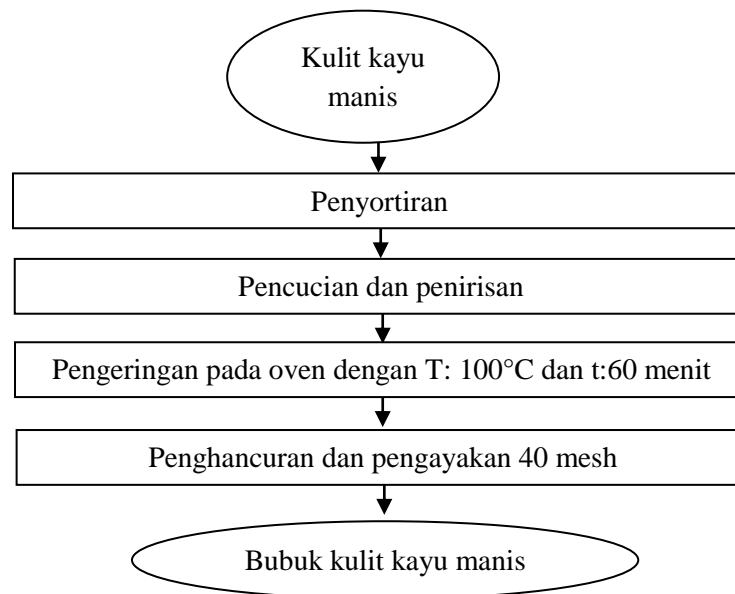 Kulit kayu
manis
Penyortiran
Pencucian dan penirisan
Pengeringan pada oven dengan T: 100°C dan t:60 menit
Penghancuran dan pengayakan 40 mesh
Bubuk kulit kayu manis